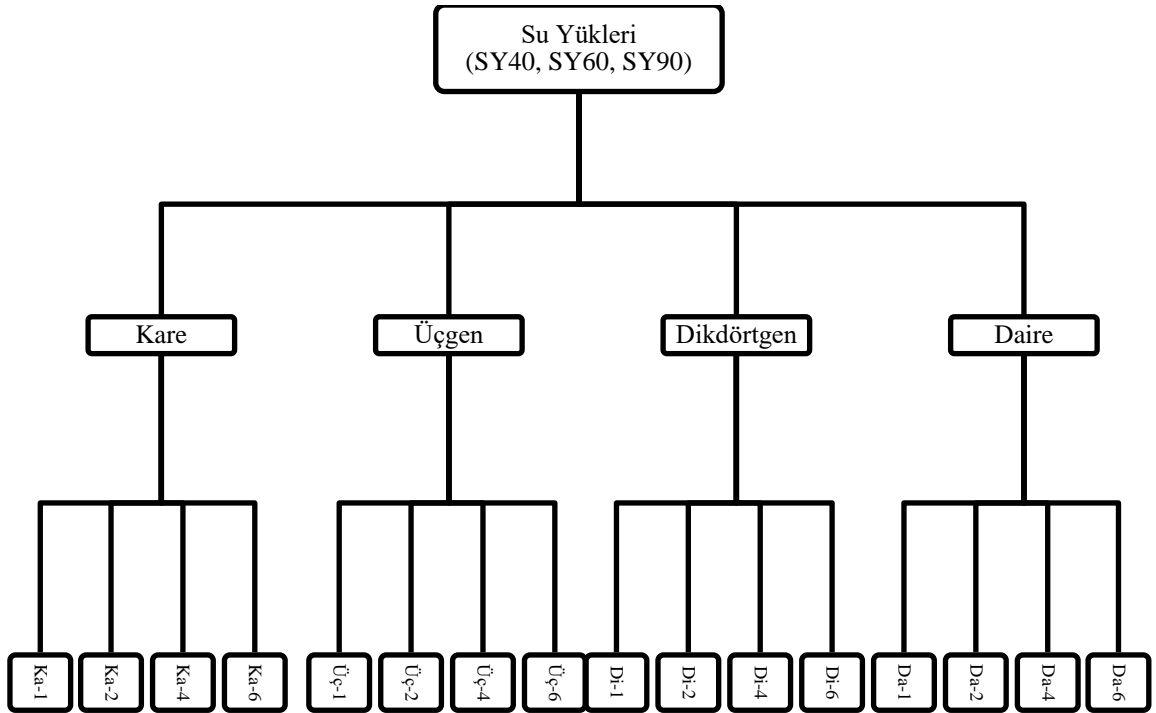 Su Yükleri
(SY40, SY60, SY90)
Kare
Üçgen
Dikdörtgen
Daire
Ka-1
Ka-2
Ka-4
Ka-6
Üç-1
Üç-2
Üç-4
Üç-6
Di-1
Di-2
Di-4
Di-6
Da-1
Da-2
Da-4
Da-6